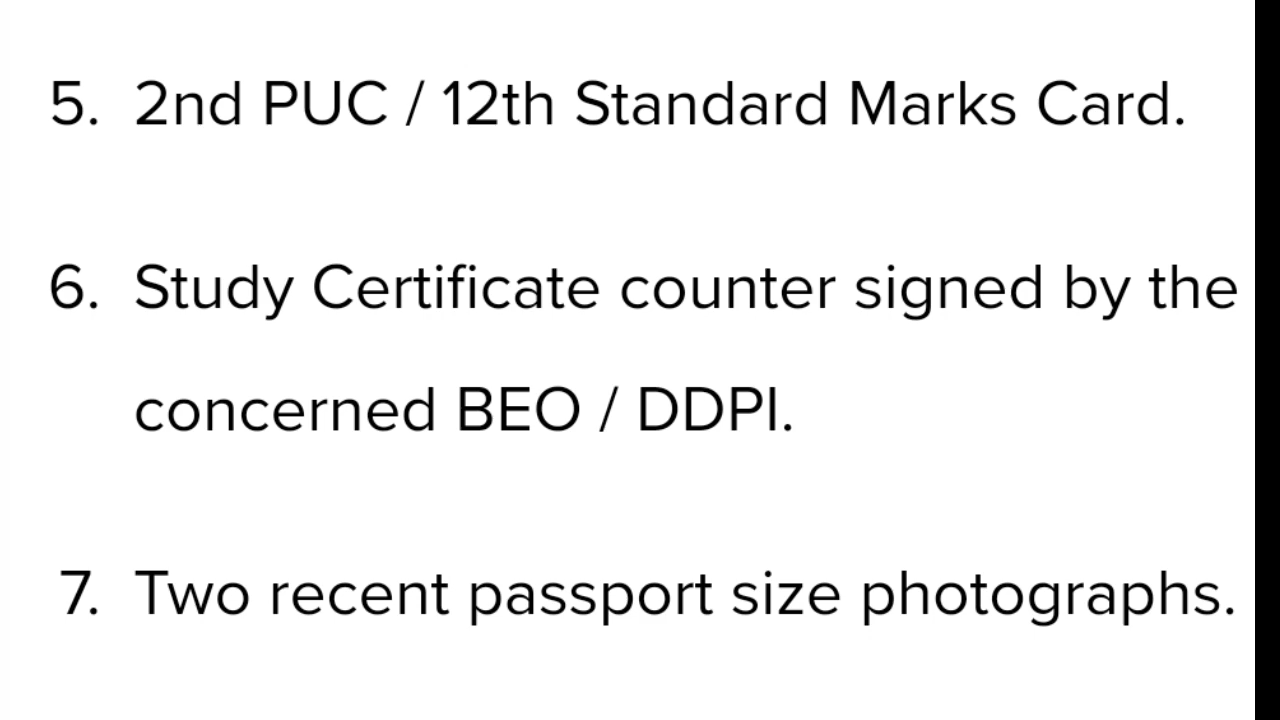 5. 2nd PUC / 12th Standard Marks Card.
6. Study Certificate counter signed by the
concerned BEO / DDPI.
7. Two recent passport size photographs.